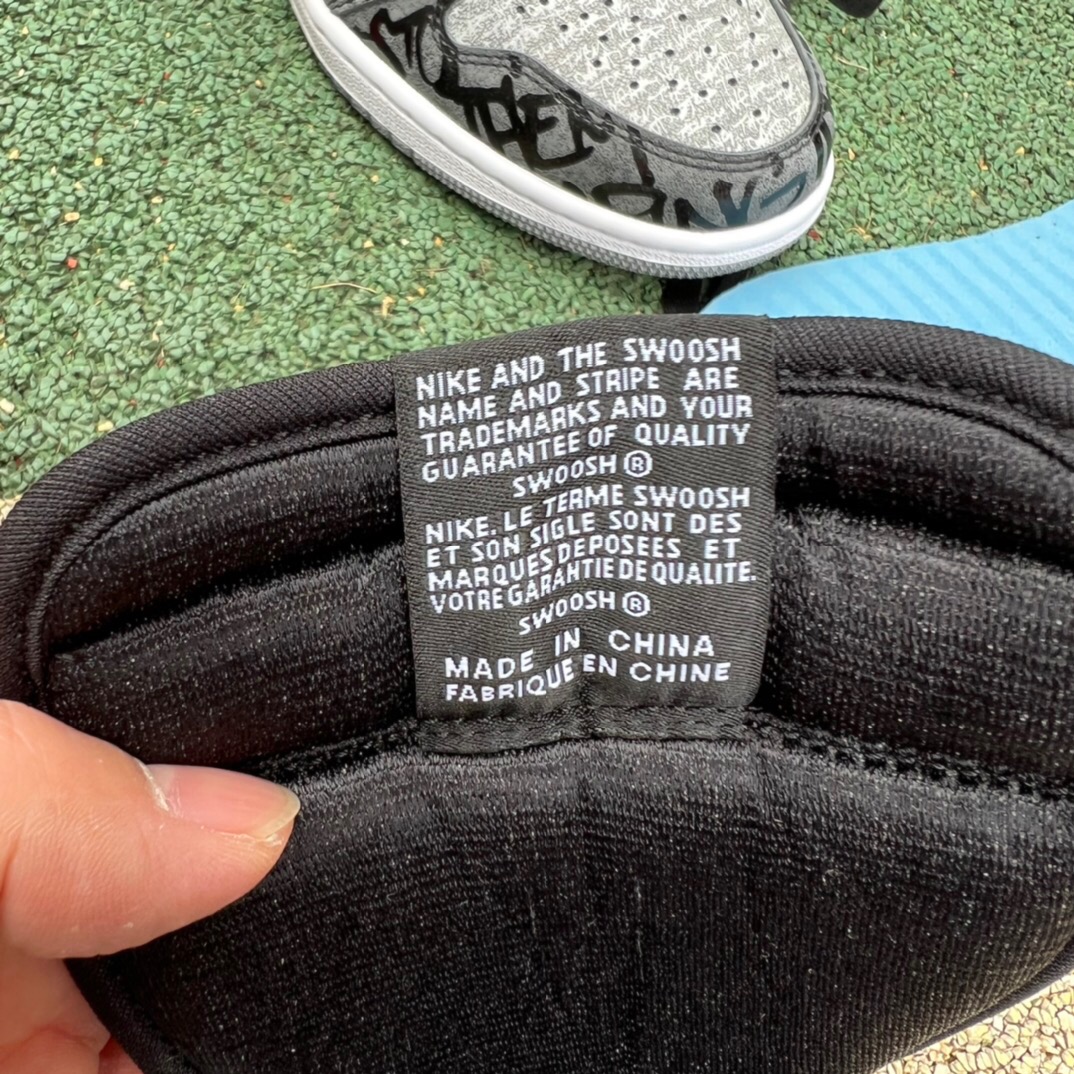 NIKE AND THE SWOOSH
NAME AND STRIPE ARE
TRADEMARKS AND YOUR
GUARANTEE OF QUALITY
SWOOSH ®
NIKE. LE TERME SWOOSH
ET SON SIGLE SONT DES
MARQUES DEPOSEES ET
VOTRE GARANTIE DE QUALITE.
SWOOSH ®
MADE IN CHINA
FABRIQUE EN CHINE